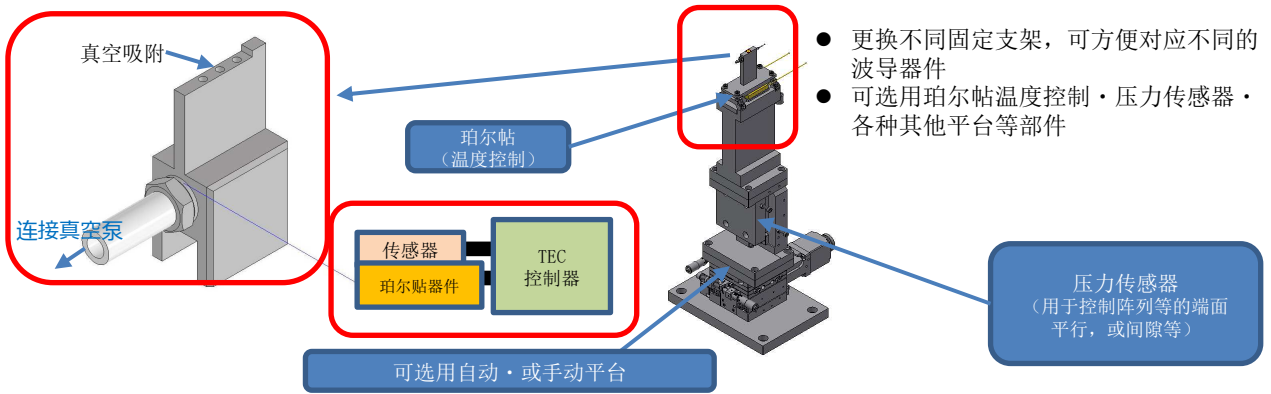 真空吸附
连接真空泵
珀尔帖
（温度控制）
传感器
珀尔贴器件
TEC
控制器
可选用自动·或手动平台
● 更换不同固定支架，可方便对应不同的
波导器件
● 可选用珀尔帖温度控制·压力传感器·
各种其他平台等部件
压力传感器
（用于控制阵列等的端面
平行，或间隙等）